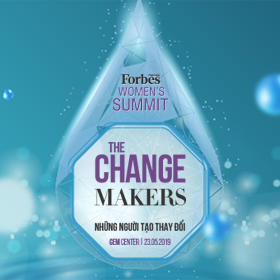 Forbes
WOMEN'S
SUMMIT
THE
CHANGE
MAKERS
NHỮNG NGƯỜI TẠO THAY ĐỔI
GEM CENTER | 23.05.2019